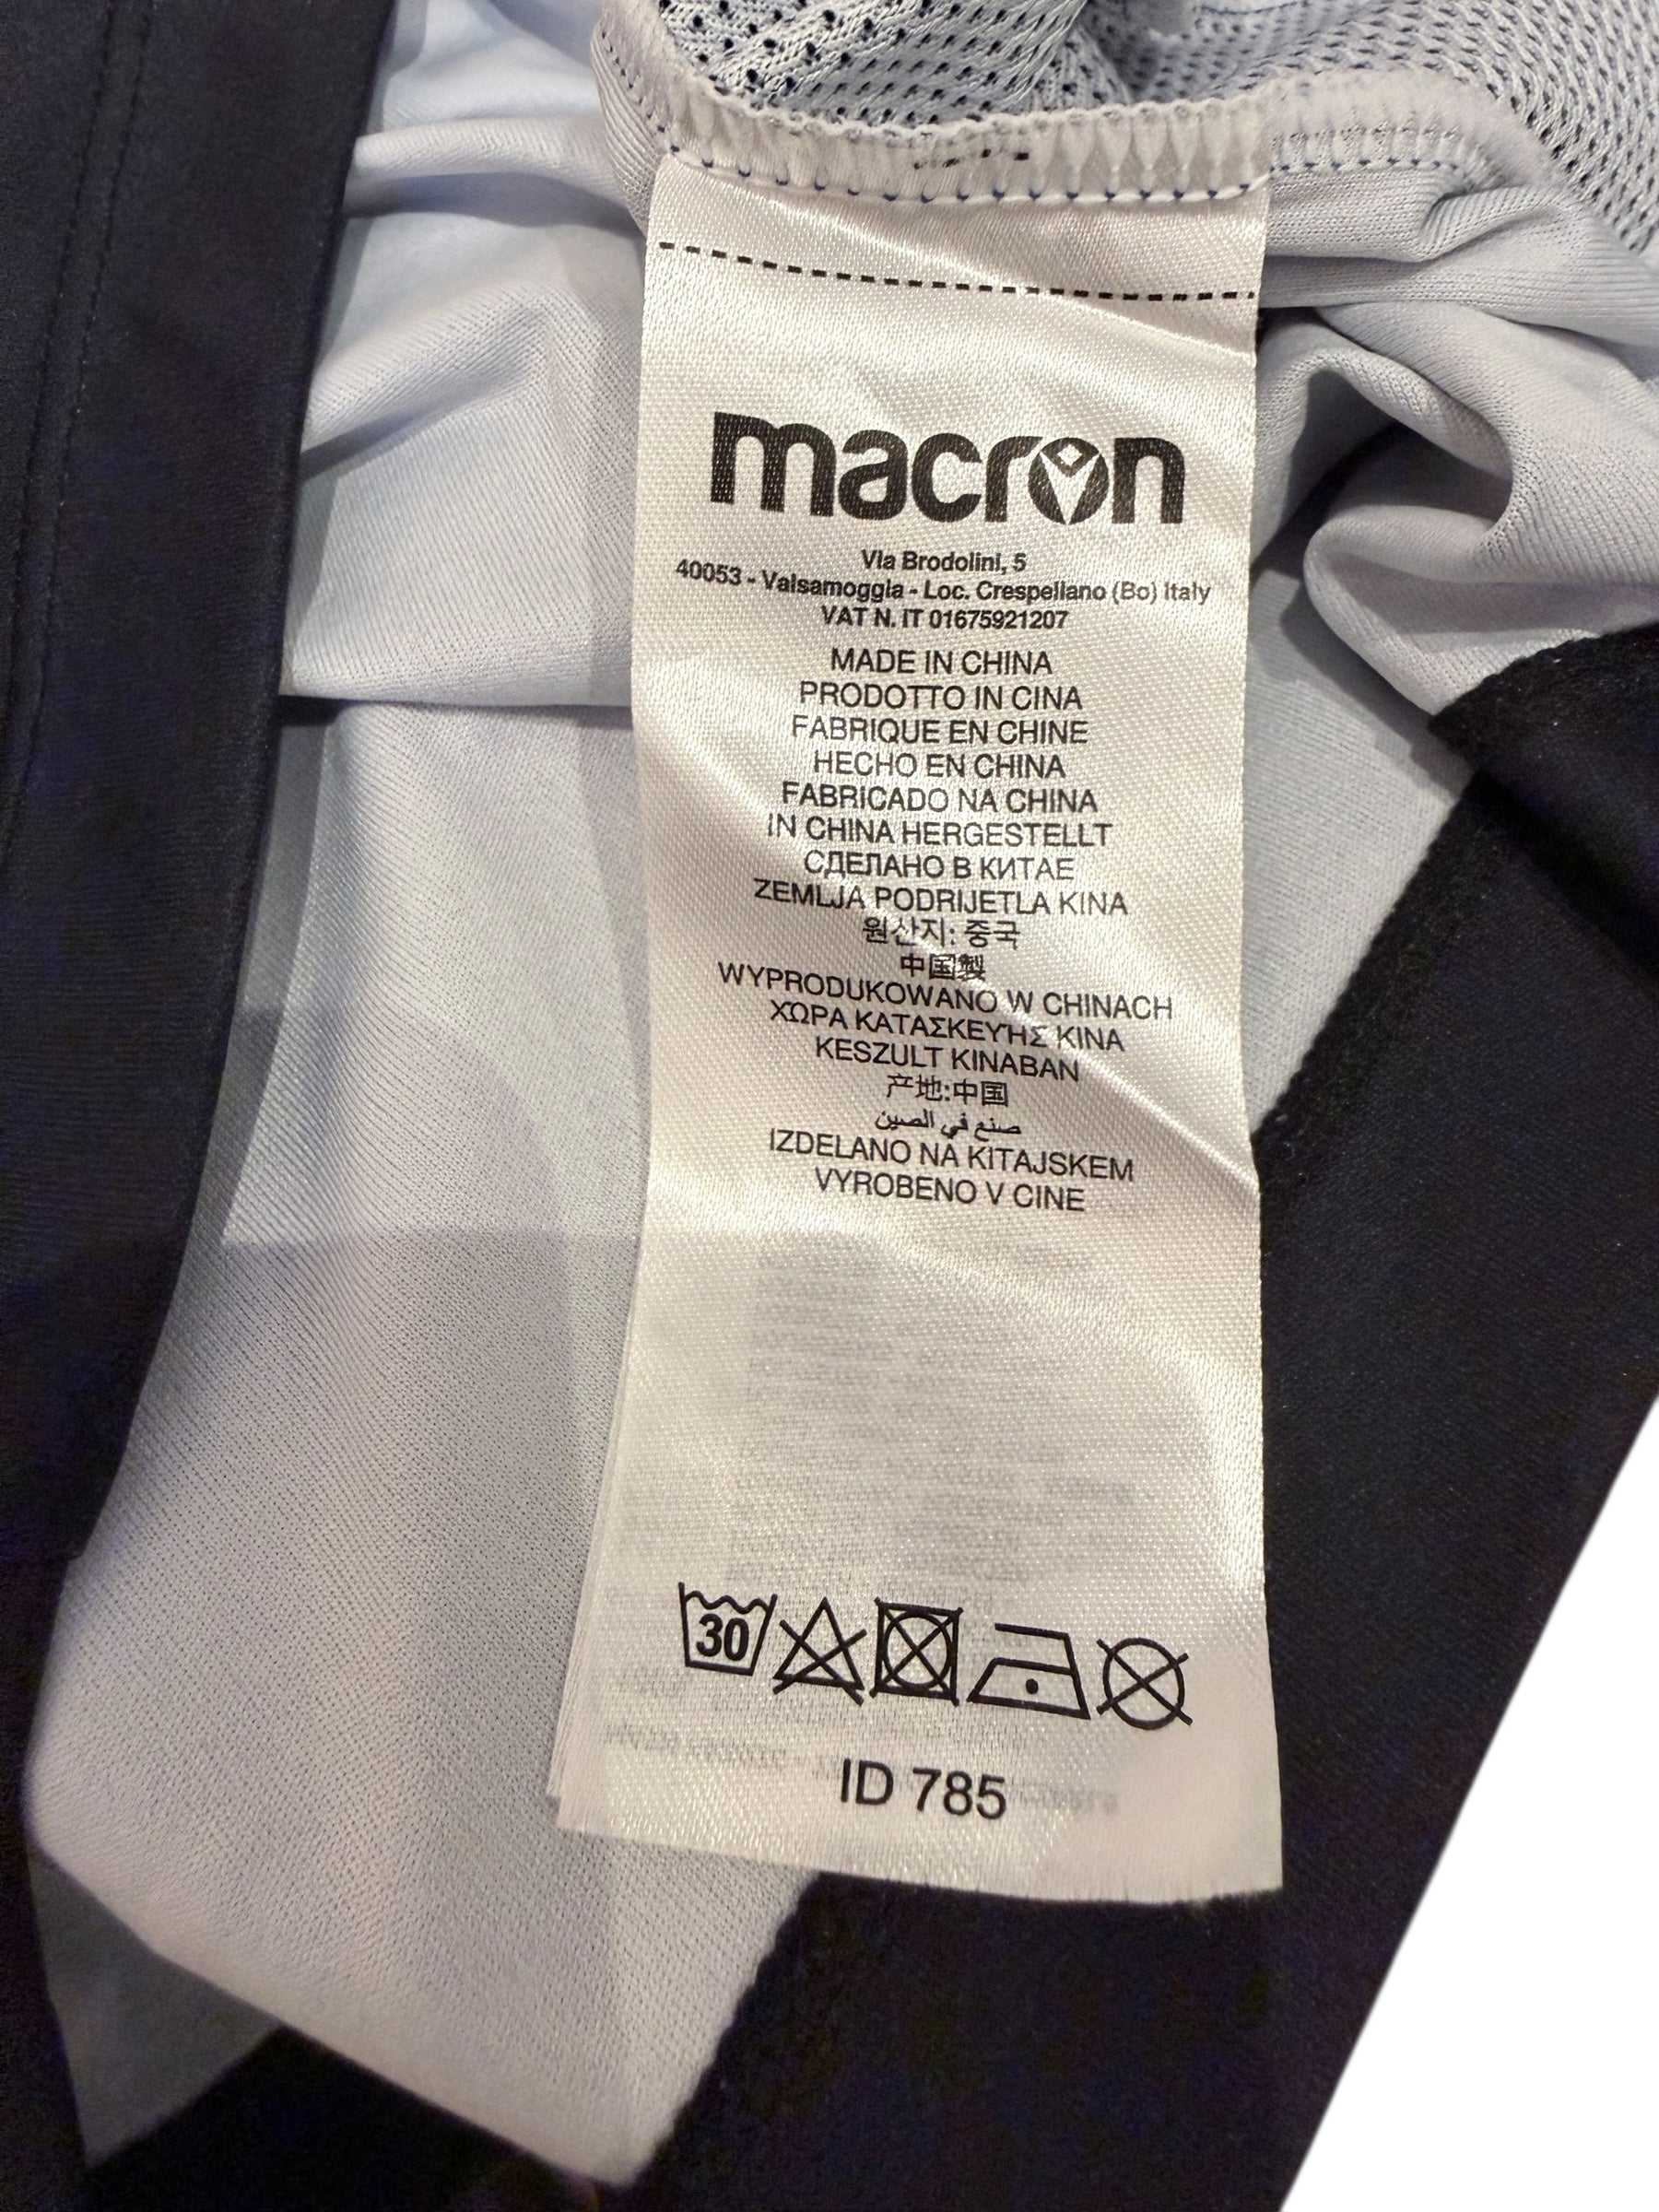 macron
Via Brodolini, 5
40053 - Valsamoggia - Loc. Crespellano (Bo) Italy
VAT N. IT 01675921207
MADE IN CHINA
PRODOTTO IN CINA
FABRIQUE EN CHINE
HECHO EN CHINA
FABRICADO NA CHINA
IN CHINA HERGESTELLT
СДЕЛАНО В КИТАЕ
ZEMLJA PODRIJETLA KINA
원산지: 중국
中国製
WYPRODUKOWANO W CHINACH
ΧΩΡΑ ΚΑΤΑΣΚΕΥΉΣ ΚΙΝΑ
KESZULT KINABAN
产地:中国
صنع في الصين
IZDELANO NA KITAJSKEM
VYROBENO V CINE
30
ID 785